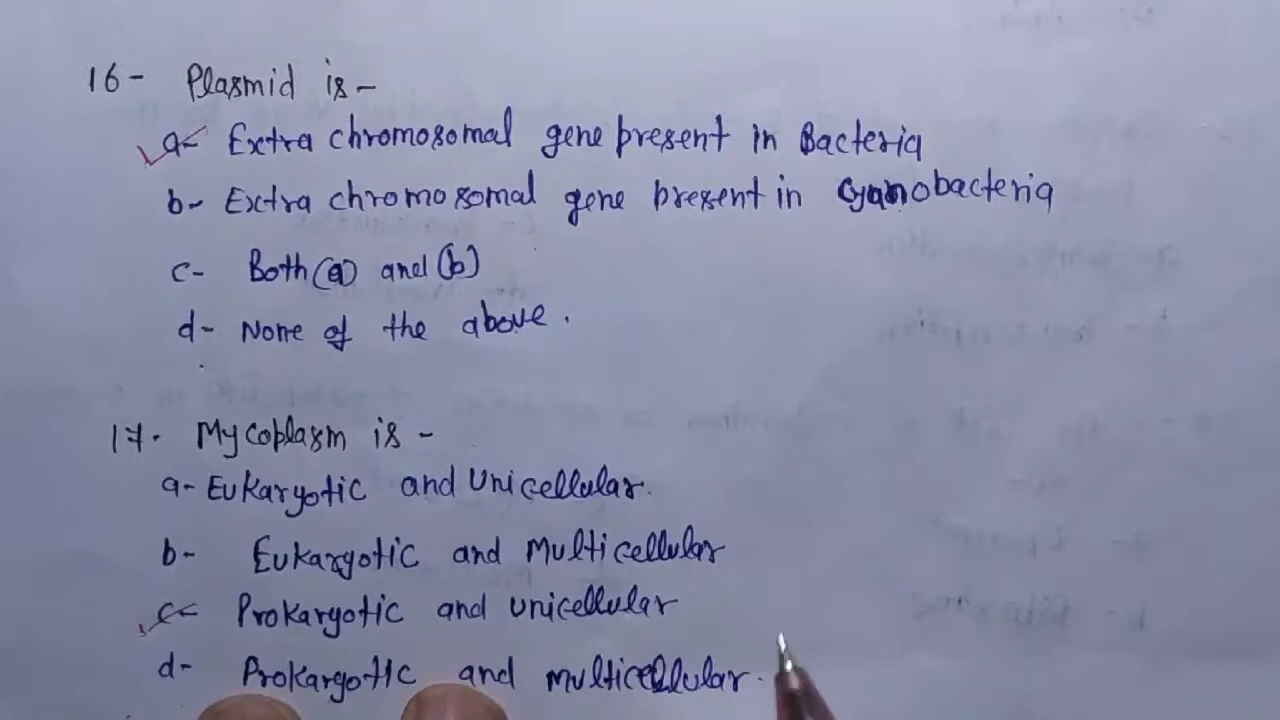 16- Plasmid is -
a- Extra chromosomal gene present in Bacteria
b- Extra chromosomal gene present in Cyanobacteria
c- Both (a) and (b)
d- None of the above.
17. Mycoplasm is -
a- Eukaryotic and Unicellular.
b- Eukaryotic and Multicellular
c- Prokaryotic and unicellular
d- Prokaryotic and multicellular.